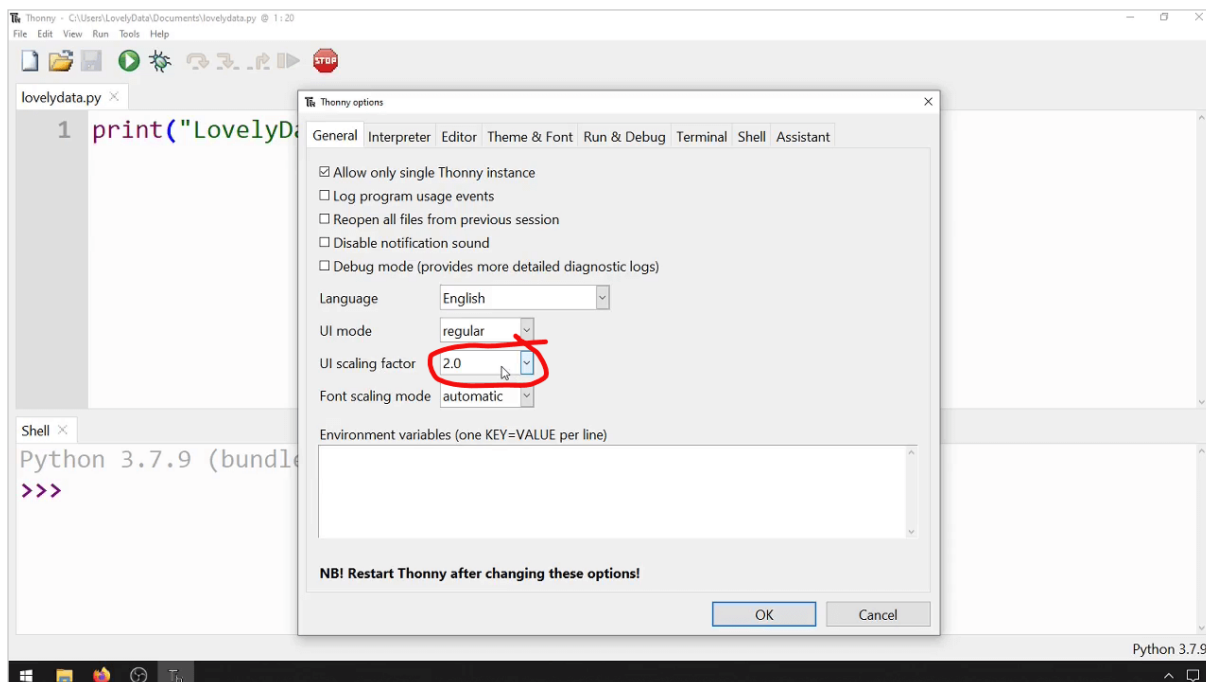 Thonny - C:\Users\LovelyData\Documents\lovelydata.py @ 1:20
File Edit View Run Tools Help
STOP
lovelydata.py
1 print("LovelyDa
Thonny options
General Interpreter Editor Theme & Font Run & Debug Terminal Shell Assistant
Allow only single Thonny instance
Log program usage events
Reopen all files from previous session
Disable notification sound
Debug mode (provides more detailed diagnostic logs)
Language English
UI mode regular
UI scaling factor 2.0
Font scaling mode automatic
Environment variables (one KEY=VALUE per line)
NB! Restart Thonny after changing these options!
OK Cancel
Shell
Python 3.7.9 (bundle
>>>
Python 3.7.9